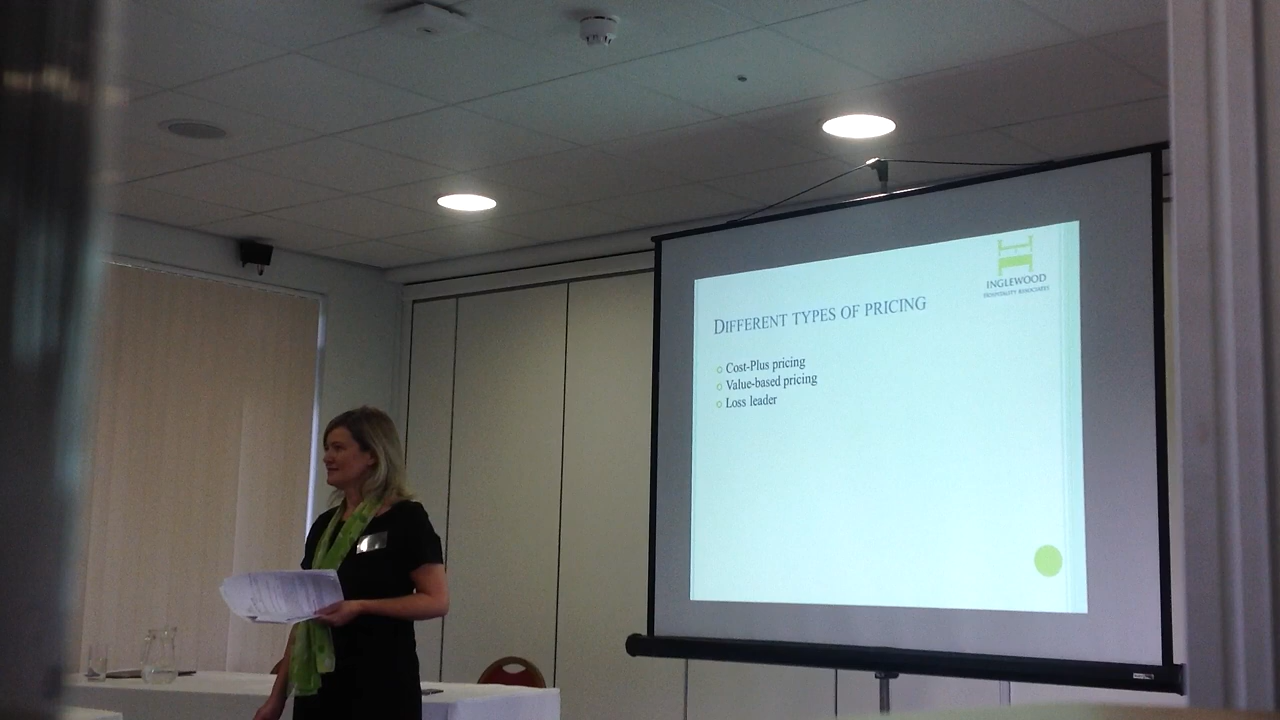 INGLEWOOD
HOSPITALITY ASSOCIATES
DIFFERENT TYPES OF PRICING
Cost-Plus pricing
Value-based pricing
Loss leader